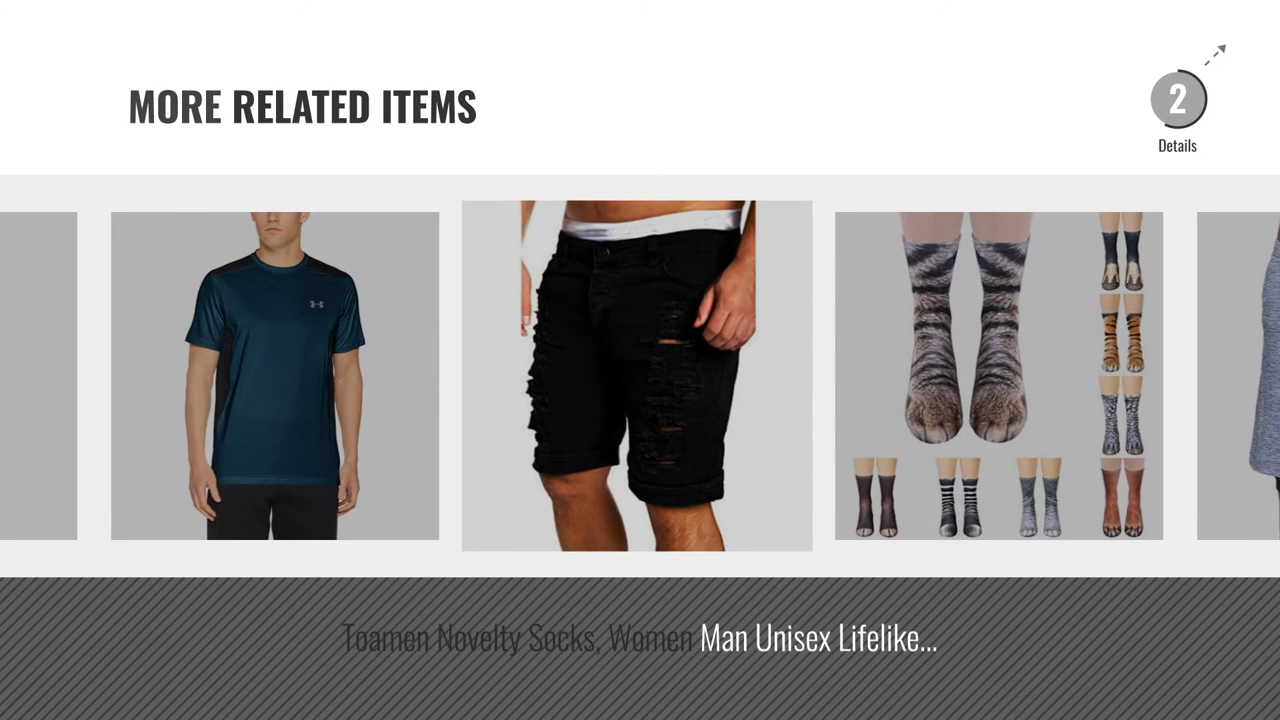 MORE RELATED ITEMS
2
Details
Toamen Novelty Socks, Women Man Unisex Lifelike...